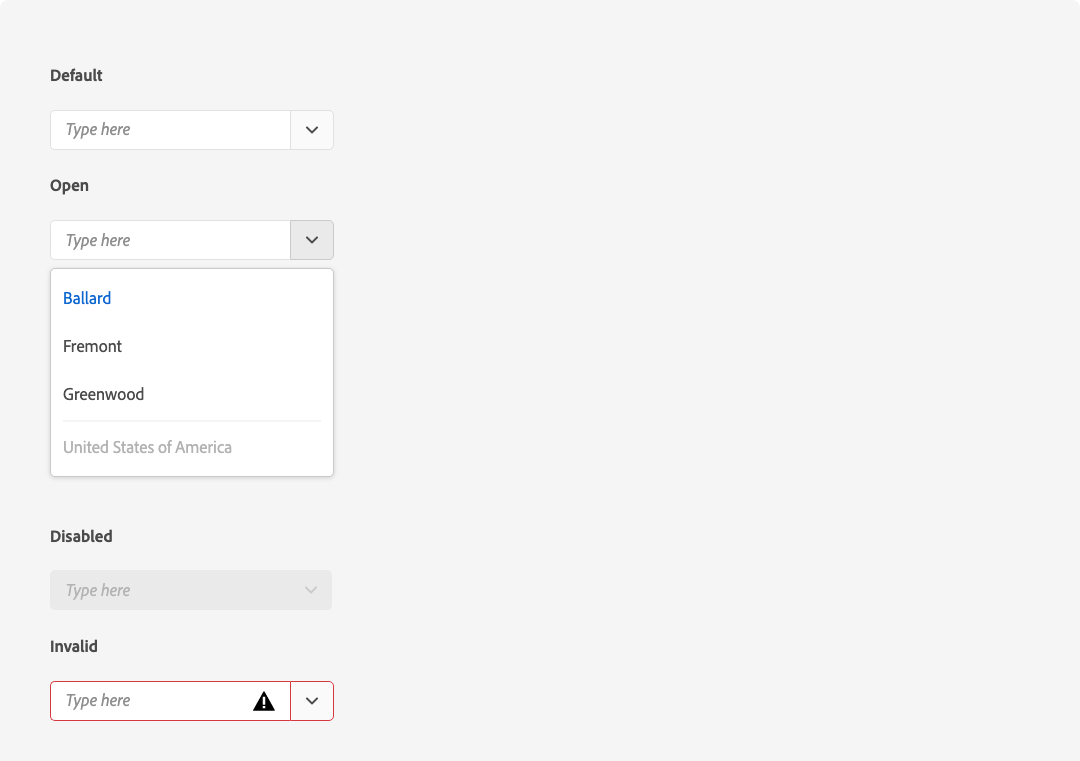 Default
Type here
Open
Type here
Ballard
Fremont
Greenwood
United States of America
Disabled
Type here
Invalid
Type here